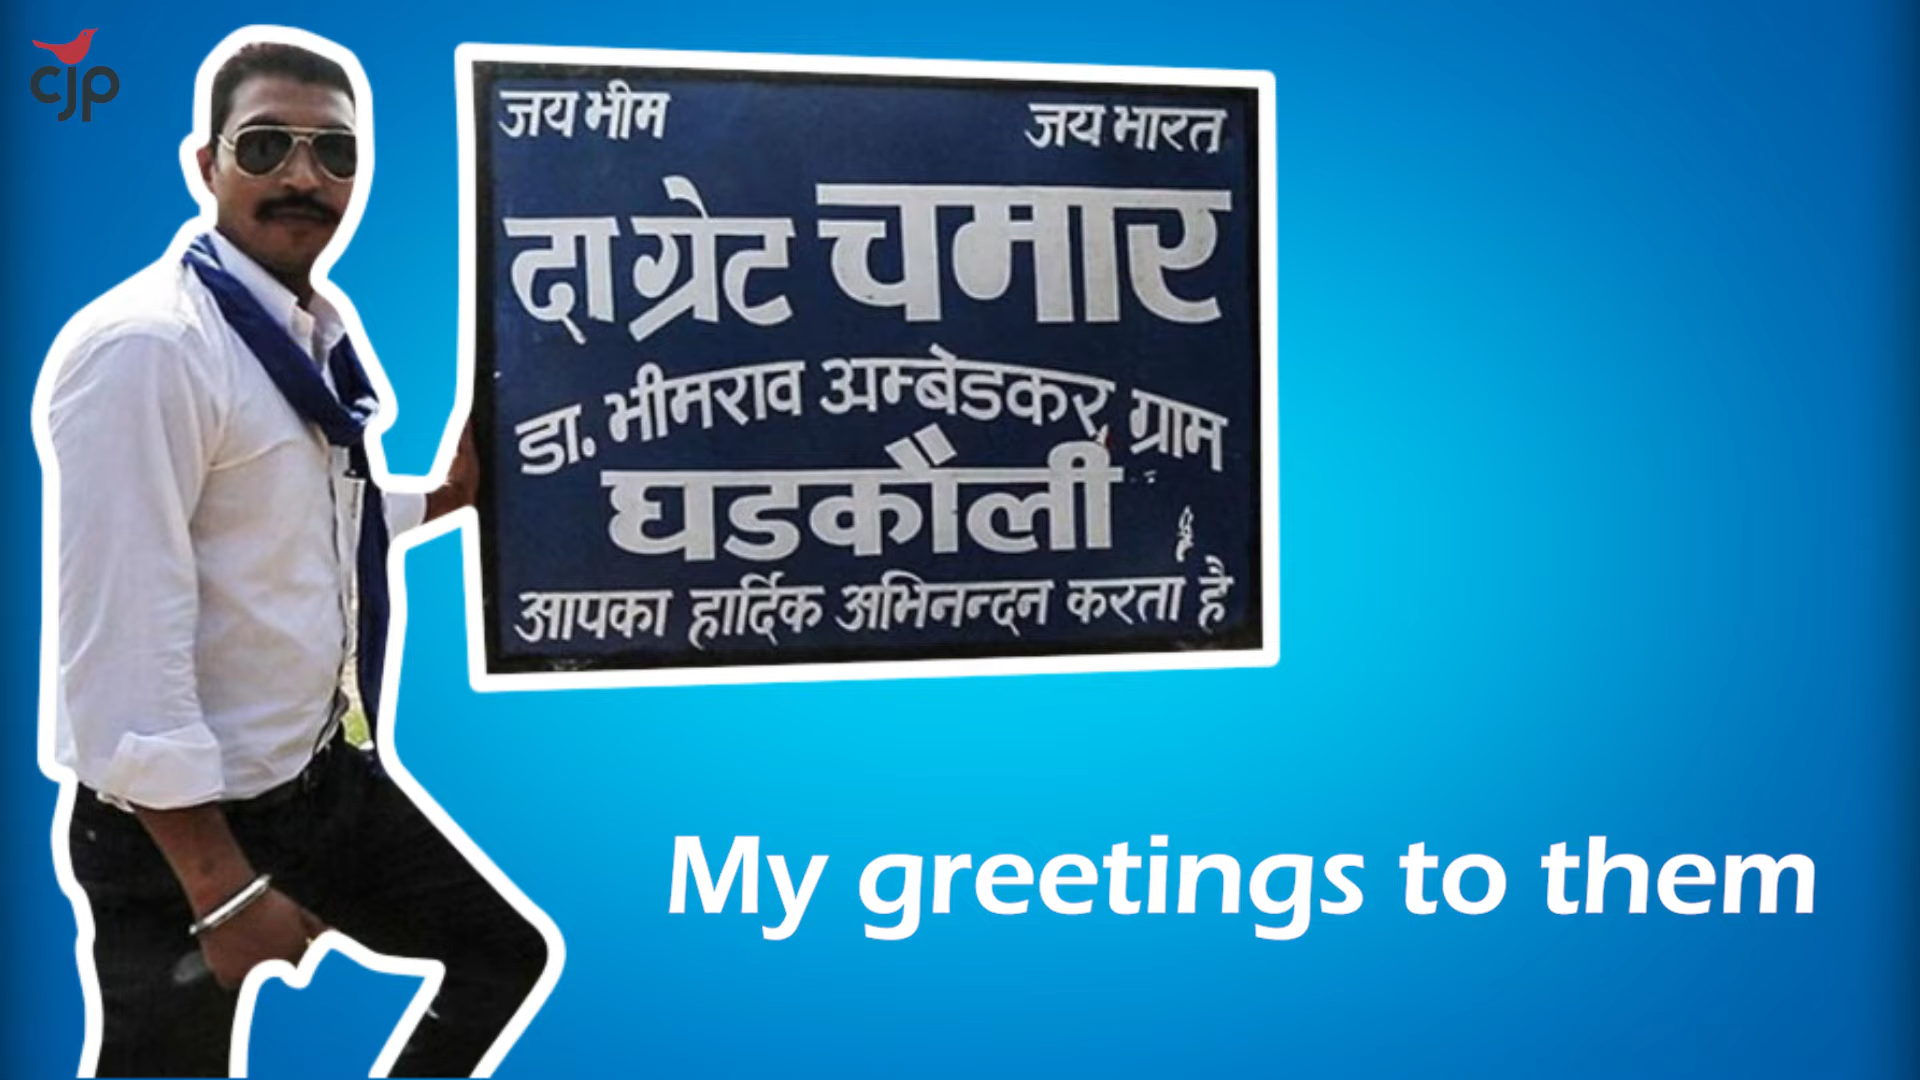 cjp
जय भीम जय भारत
दा ग्रेट चमार
डा. भीमराव अम्बेडकर ग्राम
घडकौली
आपका हार्दिक अभिनन्दन करता है
My greetings to them